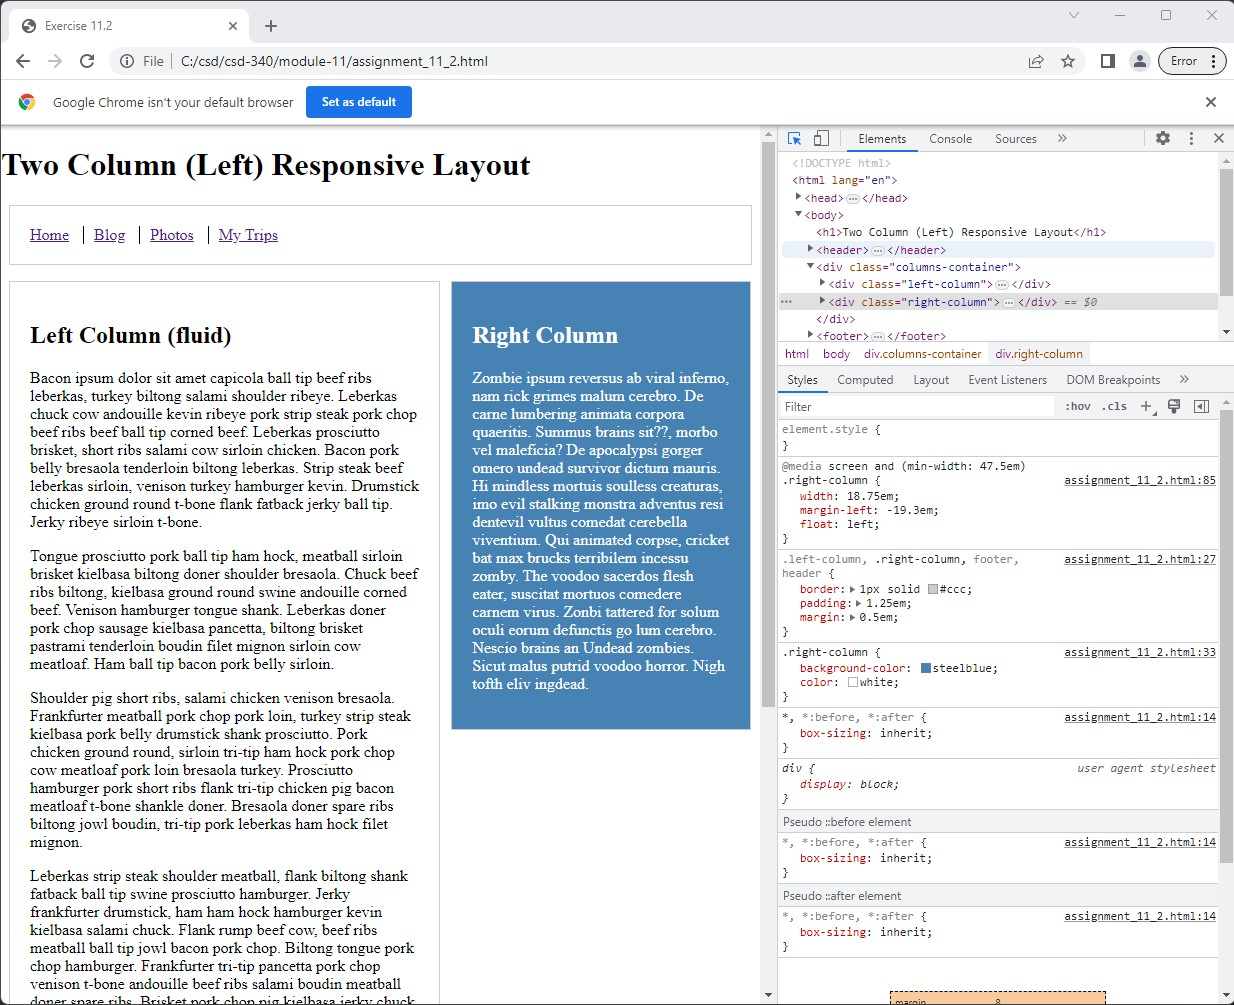 Exercise 11.2
File
C:/csd/csd-340/module-11/assignment_11_2.html
Error
Google Chrome isn't your default browser
Set as default
Two Column (Left) Responsive Layout
Home
Blog
Photos
My Trips
Left Column (fluid)
Bacon ipsum dolor sit amet capicola ball tip beef ribs
leberkas, turkey biltong salami shoulder ribeye. Leberkas
chuck cow andouille kevin ribeye pork strip steak pork chop
beef ribs beef ball tip corned beef. Leberkas prosciutto
brisket, short ribs salami cow sirloin chicken. Bacon pork
belly bresaola tenderloin biltong leberkas. Strip steak beef
leberkas sirloin, venison turkey hamburger kevin. Drumstick
chicken ground round t-bone flank fatback jerky ball tip.
Jerky ribeye sirloin t-bone.
Tongue prosciutto pork ball tip ham hock, meatball sirloin
brisket kielbasa biltong doner shoulder bresaola. Chuck beef
ribs biltong, kielbasa ground round swine andouille corned
beef. Venison hamburger tongue shank. Leberkas doner
pork chop sausage kielbasa pancetta, biltong brisket
pastrami tenderloin boudin filet mignon sirloin cow
meatloaf. Ham ball tip bacon pork belly sirloin.
Shoulder pig short ribs, salami chicken venison bresaola.
Frankfurter meatball pork chop pork loin, turkey strip steak
kielbasa pork belly drumstick shank prosciutto. Pork
chicken ground round, sirloin tri-tip ham hock pork chop
cow meatloaf pork loin bresaola turkey. Prosciutto
hamburger pork short ribs flank tri-tip chicken pig bacon
meatloaf t-bone shankle doner. Bresaola doner spare ribs
biltong jowl boudin, tri-tip pork leberkas ham hock filet
mignon.
Leberkas strip steak shoulder meatball, flank biltong shank
fatback ball tip swine prosciutto hamburger. Jerky
frankfurter drumstick, ham ham hock hamburger kevin
kielbasa salami chuck. Flank rump beef cow, beef ribs
meatball ball tip jowl bacon pork chop. Biltong tongue pork
chop hamburger. Frankfurter tri-tip pancetta pork chop
venison t-bone andouille beef ribs salami boudin meatball
doner spare ribs. Brisket pork chop pig kielbasa jerky chuck
Right Column
Zombie ipsum reversus ab viral inferno,
nam rick grimes malum cerebro. De
carne lumbering animata corpora
quaeritis. Summus brains sit??, morbo
vel maleficia? De apocalypsi gorger
omero undead survivor dictum mauris.
Hi mindless mortuis soulless creaturas,
imo evil stalking monstra adventus resi
dentevil vultus comedat cerebella
viventium. Qui animated corpse, cricket
bat max brucks terribilem incessu
zomby. The voodoo sacerdos flesh
eater, suscitat mortuos comedere
carnem virus. Zonbi tattered for solum
oculi eorum defunctis go lum cerebro.
Nescio brains an Undead zombies.
Sicut malus putrid voodoo horror. Nigh
tofth eliv ingdead.
Elements Console Sources »
<!DOCTYPE html>
<html lang="en">
<head> ⋯ </head>
<body>
<h1>Two Column (Left) Responsive Layout</h1>
<header> ⋯ </header>
<div class="columns-container">
<div class="left-column"> ⋯ </div>
⋯ <div class="right-column"> ⋯ </div> == $0
</div>
<footer> ⋯ </footer>
html body div.columns-container div.right-column
Styles Computed Layout Event Listeners DOM Breakpoints »
Filter :hov .cls +
element.style {
}
@media screen and (min-width: 47.5em)
.right-column { assignment_11_2.html:85
width: 18.75em;
margin-left: -19.3em;
float: left;
}
.left-column, .right-column, footer, assignment_11_2.html:27
header {
border: 1px solid #ccc;
padding: 1.25em;
margin: 0.5em;
}
.right-column { assignment_11_2.html:33
background-color: steelblue;
color: white;
}
*, *:before, *:after { assignment_11_2.html:14
box-sizing: inherit;
}
div { user agent stylesheet
display: block;
}
Pseudo ::before element
*, *:before, *:after { assignment_11_2.html:14
box-sizing: inherit;
}
Pseudo ::after element
*, *:before, *:after { assignment_11_2.html:14
box-sizing: inherit;
}
margin 8